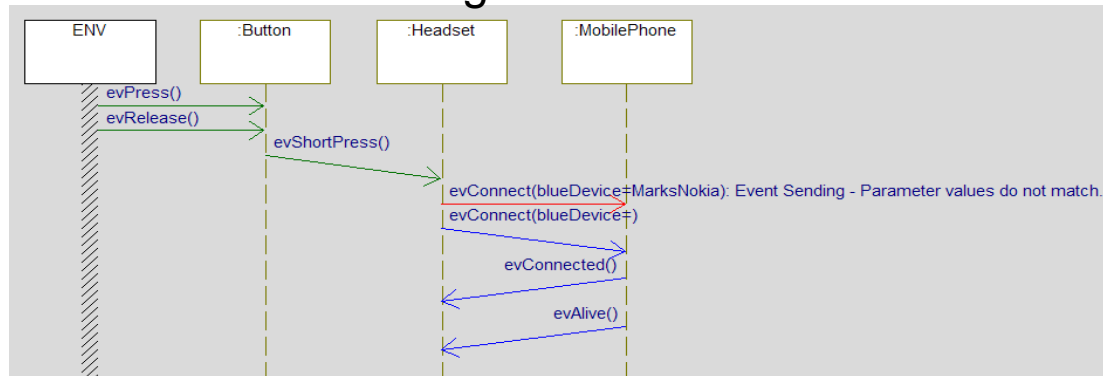 ENV
:Button
:Headset
:MobilePhone
evPress()
evRelease()
evShortPress()
evConnect(blueDevice=MarksNokia): Event Sending - Parameter values do not match.
evConnect(blueDevice=)
evConnected()
evAlive()